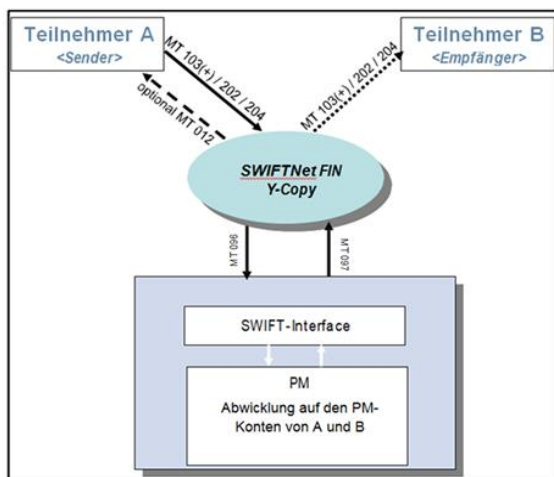 Teilnehmer A
<Sender>
Teilnehmer B
<Empfänger>
MT 103(+) / 202 / 204
optional MT 012
MT 103(+) / 202 / 204
SWIFTNet FIN
Y-Copy
MT 096
MT 097
SWIFT-Interface
PM
Abwicklung auf den PM-
Konten von A und B